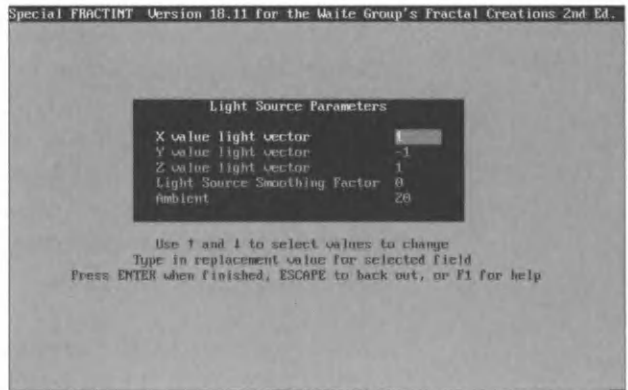 Special FRACTINT Version 18.11 for the Waite Group's Fractal Creations 2nd Ed.
Light Source Parameters
X value light vector 1
Y value light vector -1
Z value light vector 1
Light Source Smoothing Factor 0
Ambient 20
Use ↑ and ↓ to select values to change
Type in replacement value for selected field
Press ENTER when finished, ESCAPE to back out, or F1 for help